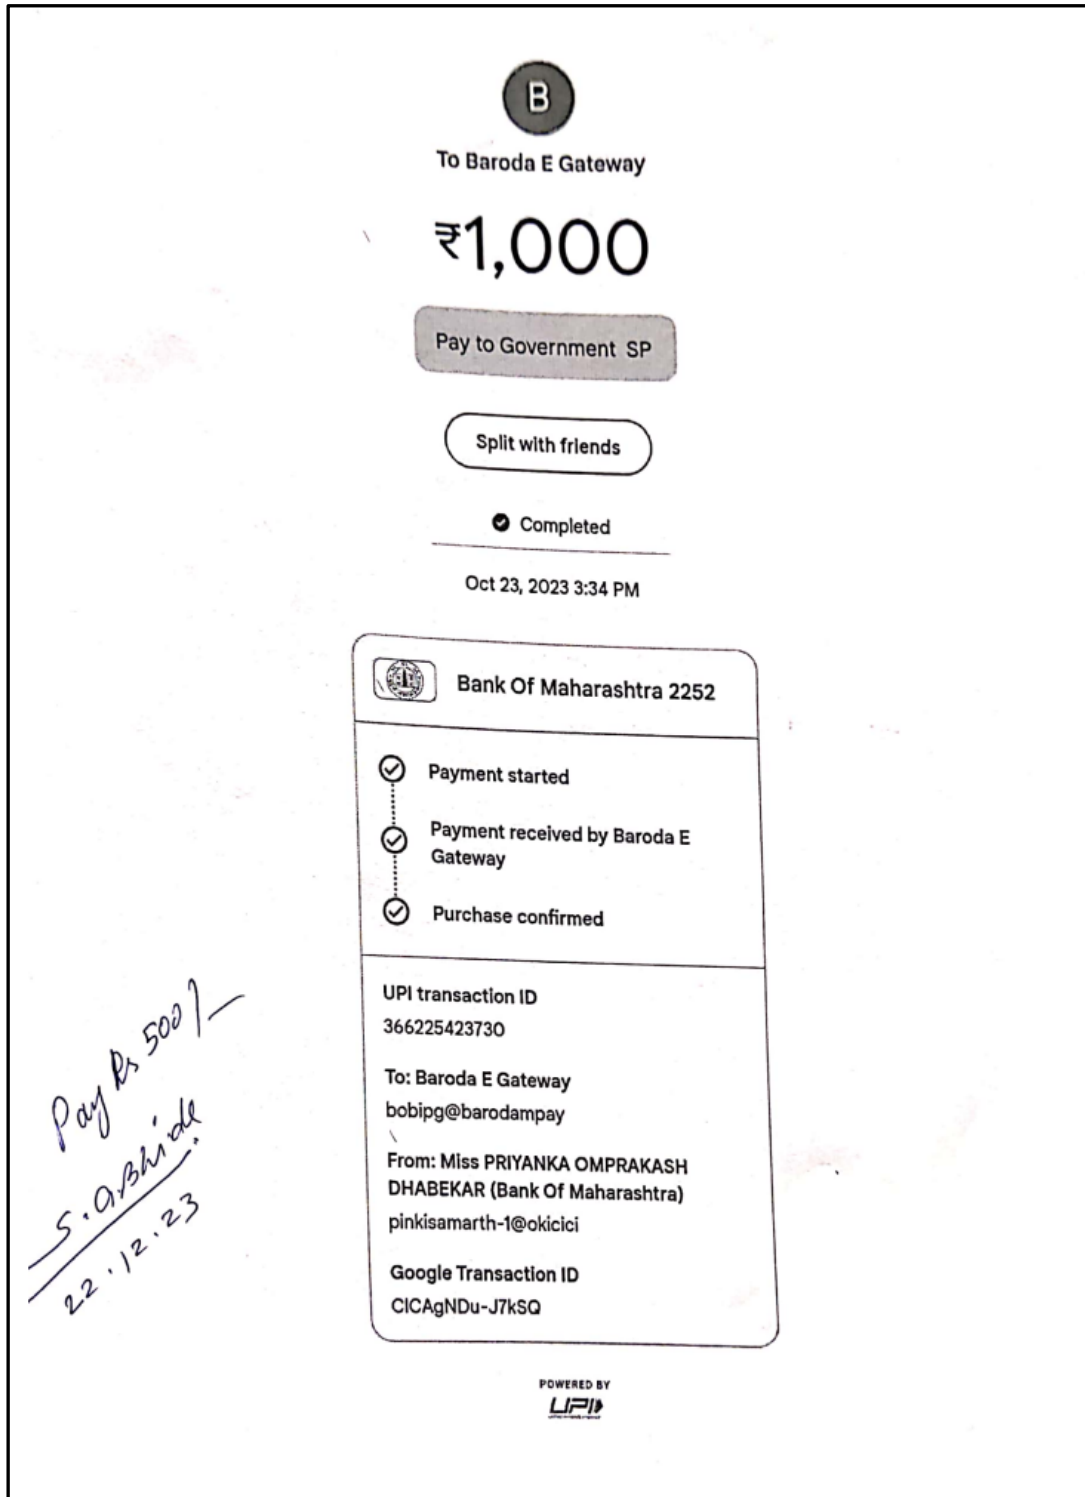 B
To Baroda E Gateway
₹1,000
Pay to Government SP
Split with friends
Completed
Oct 23, 2023 3:34 PM
Bank Of Maharashtra 2252
Payment started
Payment received by Baroda E
Gateway
Purchase confirmed
UPI transaction ID
366225423730
To: Baroda E Gateway
bobipg@barodampay
From: Miss PRIYANKA OMPRAKASH
DHABEKAR (Bank Of Maharashtra)
pinkisamarth-1@okicici
Google Transaction ID
CICAgNDu-J7kSQ
Pay Rs 500/-
S.A.Bhide
22.12.23
POWERED BY
UPI